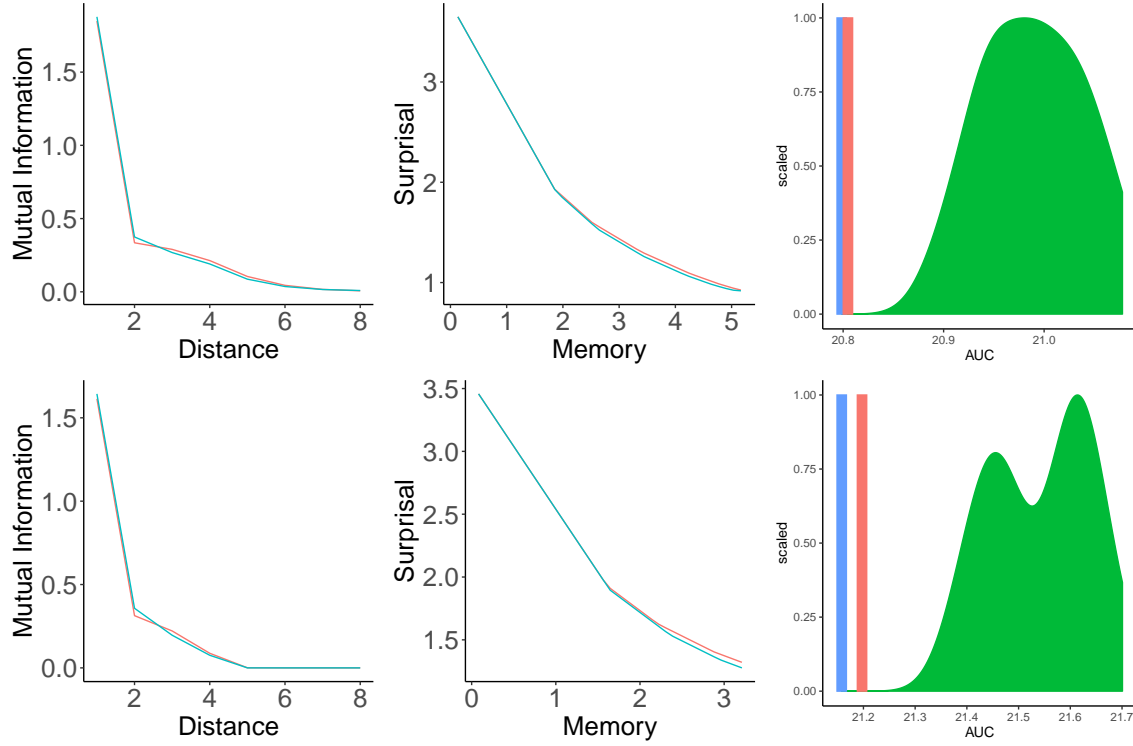 Mutual Information
1.5
1.0
0.5
0.0
2 4 6 8
Distance
Surprisal
3
2
1
0 1 2 3 4 5
Memory
scaled
1.00
0.75
0.50
0.25
0.00
20.8 20.9 21.0
AUC
Mutual Information
1.5
1.0
0.5
0.0
2 4 6 8
Distance
Surprisal
3.5
3.0
2.5
2.0
1.5
0 1 2 3
Memory
scaled
1.00
0.75
0.50
0.25
0.00
21.2 21.3 21.4 21.5 21.6 21.7
AUC